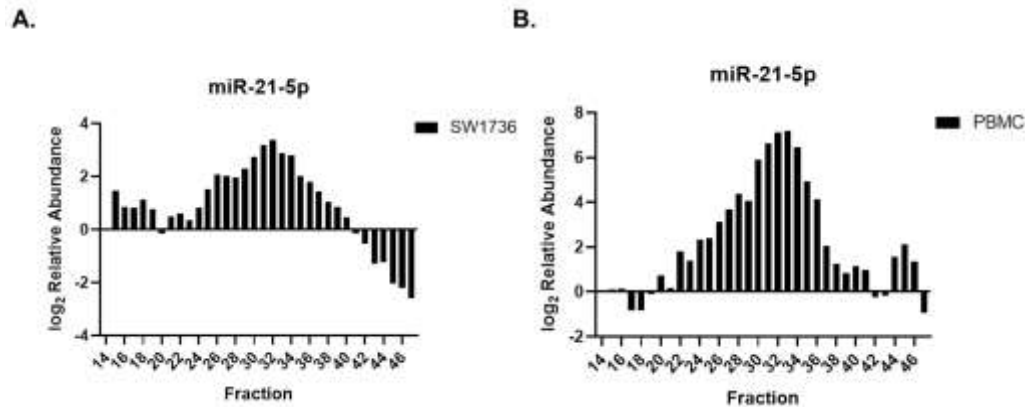 A.
miR-21-5p
SW1736
log2 Relative Abundance
4
2
0
-2
-4
14 16 18 20 22 24 26 28 30 32 34 36 38 40 42 44 46
Fraction
B.
miR-21-5p
PBMC
log2 Relative Abundance
8
6
4
2
0
-2
14 16 18 20 22 24 26 28 30 32 34 36 38 40 42 44 46
Fraction